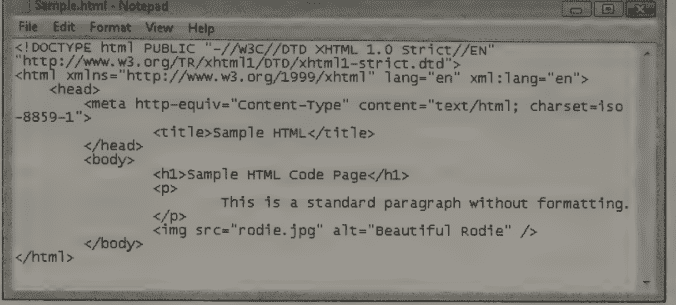 Sample.html - Notepad
File Edit Format View Help
<!DOCTYPE html PUBLIC "-//W3C//DTD XHTML 1.0 Strict//EN"
"http://www.w3.org/TR/xhtml1/DTD/xhtml1-strict.dtd">
<html xmlns="http://www.w3.org/1999/xhtml" lang="en" xml:lang="en">
<head>
<meta http-equiv="Content-Type" content="text/html; charset=iso
-8859-1">
<title>Sample HTML</title>
</head>
<body>
<h1>Sample HTML Code Page</h1>
<p>
This is a standard paragraph without formatting.
</p>
<img src="rodie.jpg" alt="Beautiful Rodie" />
</body>
</html>